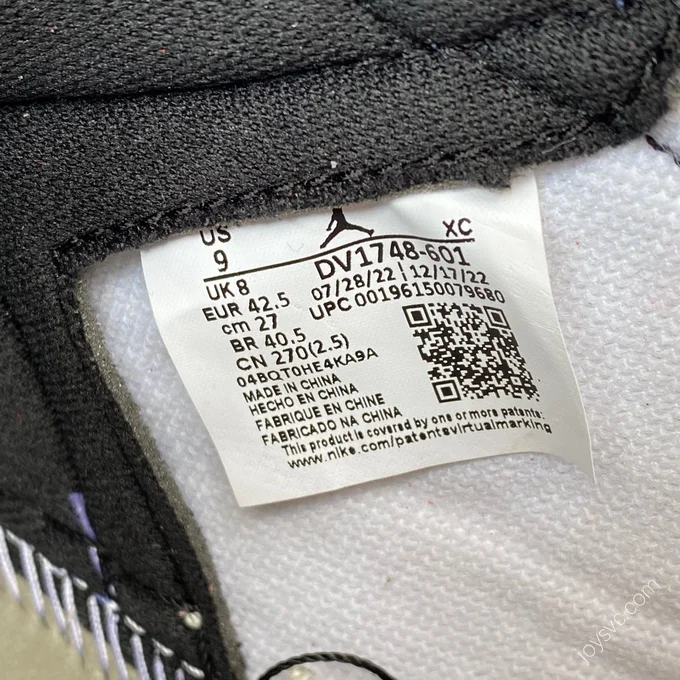 US
9
XC
DV1748-601
UK 8
07/28/22 | 12/17/22
EUR 42.5
UPC 00196150079680
cm 27
BR 40.5
CN 270(2.5)
04BQT0HE4KA9A
MADE IN CHINA
HECHO EN CHINA
FABRIQUE EN CHINE
FABRICADO NA CHINA
This product is covered by one or more patents:
www.nike.com/patentsvirtualmarking
joysvc.com